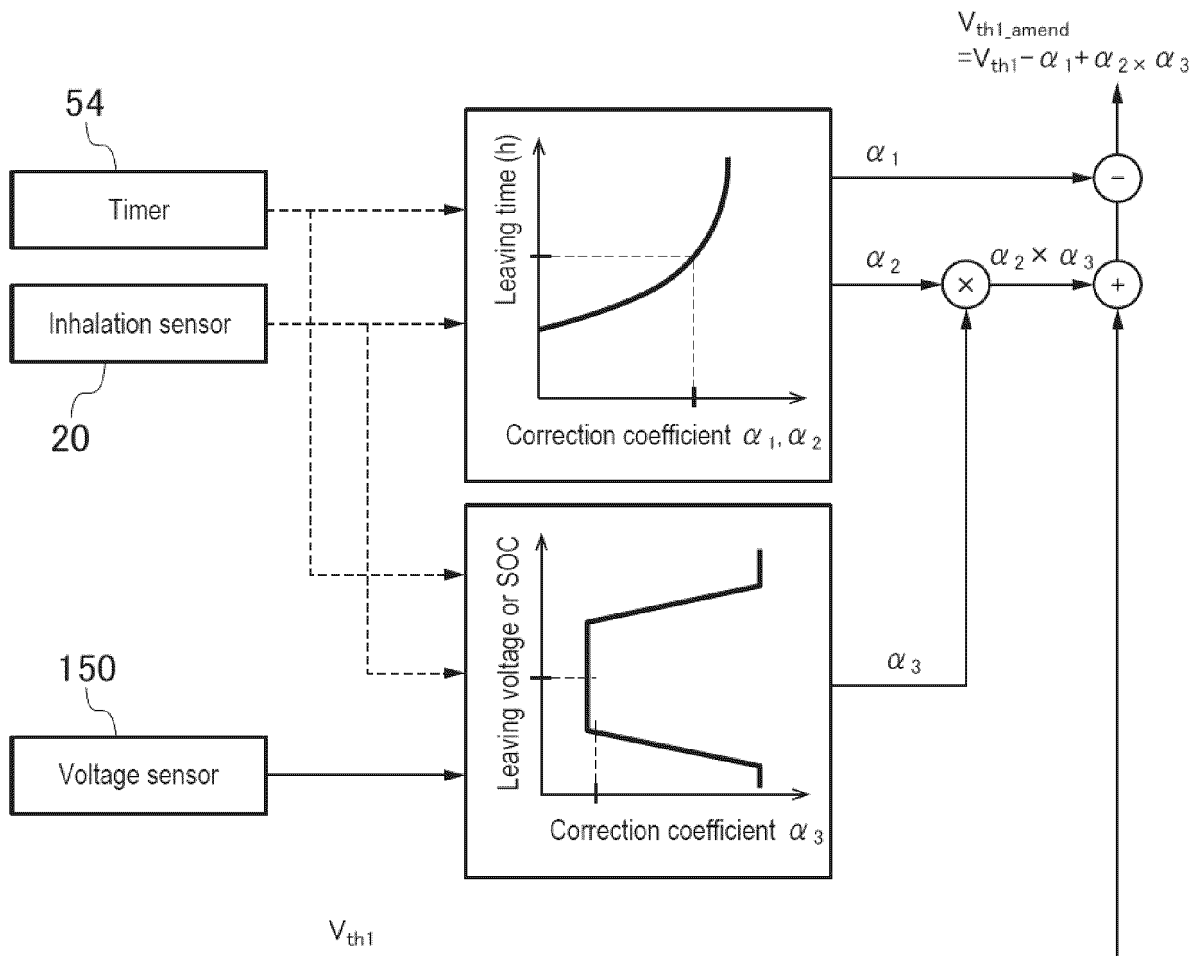 V_th1_amend
=V_th1-α_1+α_2× α_3
54
Timer
Leaving time (h)
α_1
Inhalation sensor
α_2
×
α_2× α_3
-
+
20
Correction coefficient α_1, α_2
Leaving voltage or SOC
α_3
150
Voltage sensor
Correction coefficient α_3
V_th1